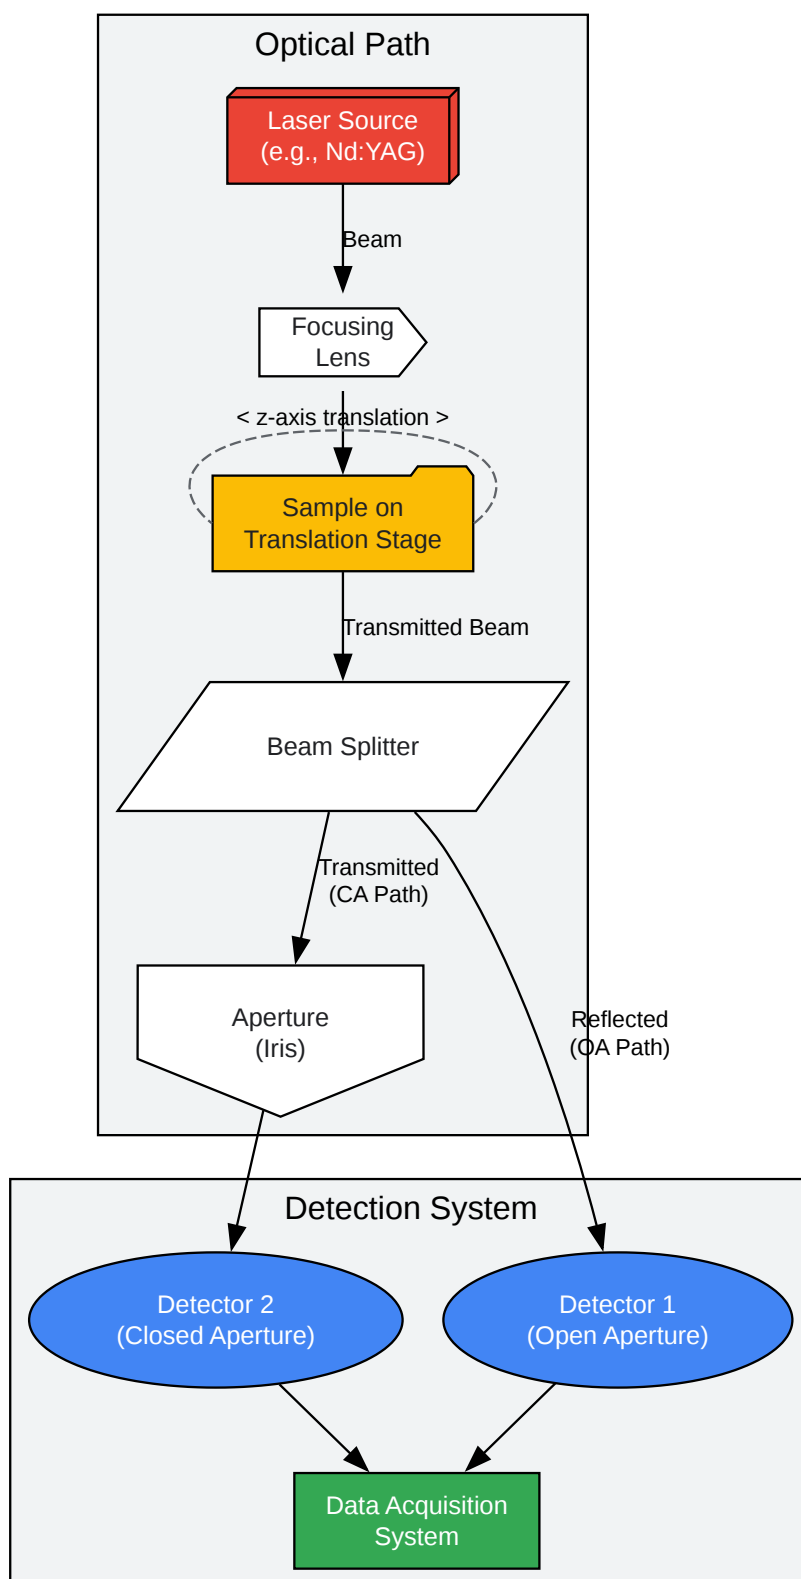 Optical Path
Laser Source
(e.g., Nd:YAG)
Beam
Focusing
Lens
< z-axis translation >
Sample on
Translation Stage
Transmitted Beam
Beam Splitter
Transmitted
(CA Path)
Aperture
(Iris)
Reflected
(OA Path)
Detection System
Detector 2
(Closed Aperture)
Detector 1
(Open Aperture)
Data Acquisition
System